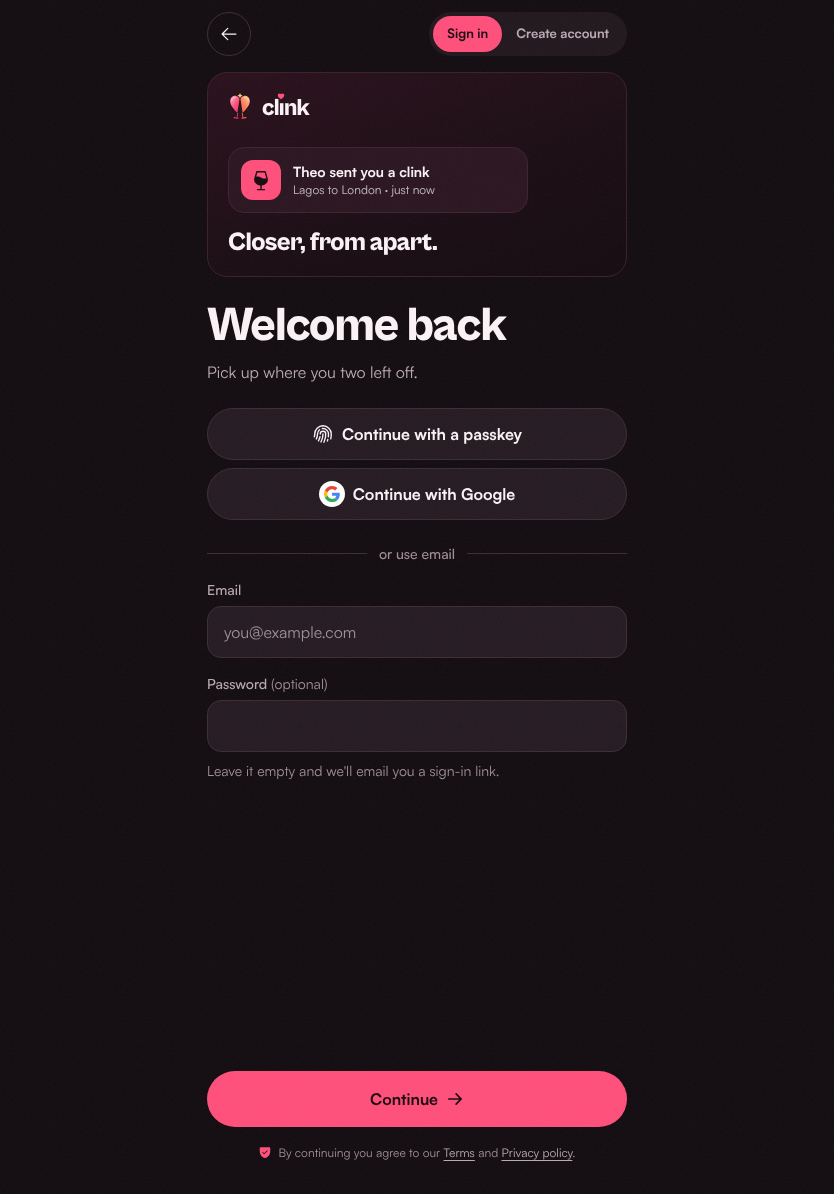 Sign in
Create account
clink
Theo sent you a clink
Lagos to London · just now
Closer, from apart.
Welcome back
Pick up where you two left off.
Continue with a passkey
Continue with Google
or use email
Email
you@example.com
Password (optional)
Leave it empty and we'll email you a sign-in link.
Continue
By continuing you agree to our Terms and Privacy policy.